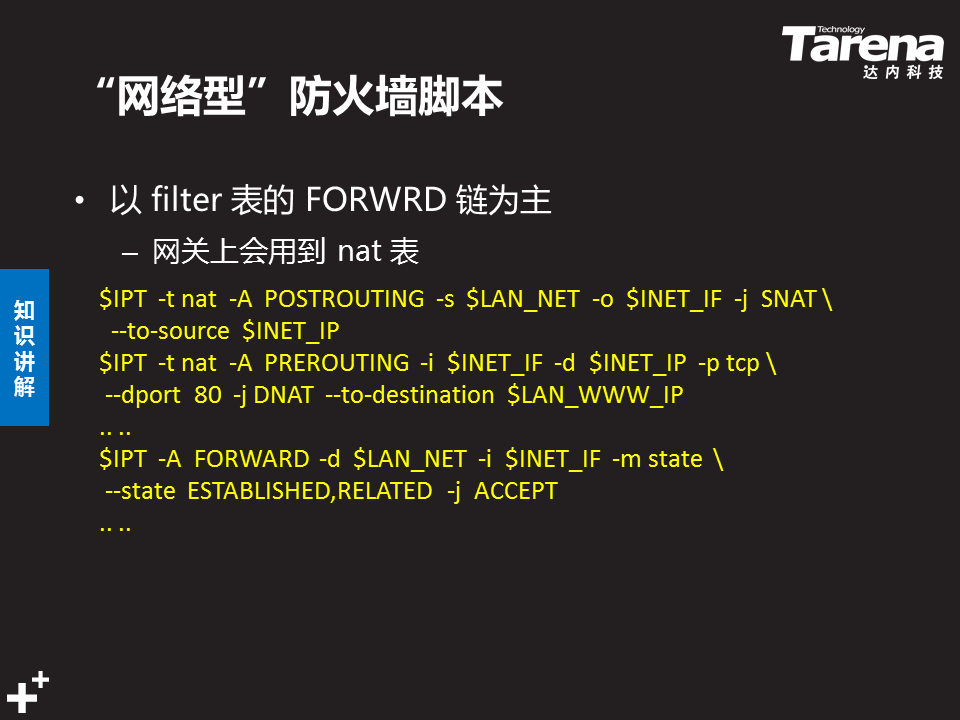 Technology
Tarena
达内科技
“网络型”防火墙脚本
• 以 filter 表的 FORWRD 链为主
– 网关上会用到 nat 表
知识讲解
$IPT -t nat -A POSTROUTING -s $LAN_NET -o $INET_IF -j SNAT \
--to-source $INET_IP
$IPT -t nat -A PREROUTING -i $INET_IF -d $INET_IP -p tcp \
--dport 80 -j DNAT --to-destination $LAN_WWW_IP
.. ..
$IPT -A FORWARD -d $LAN_NET -i $INET_IF -m state \
--state ESTABLISHED,RELATED -j ACCEPT
.. ..